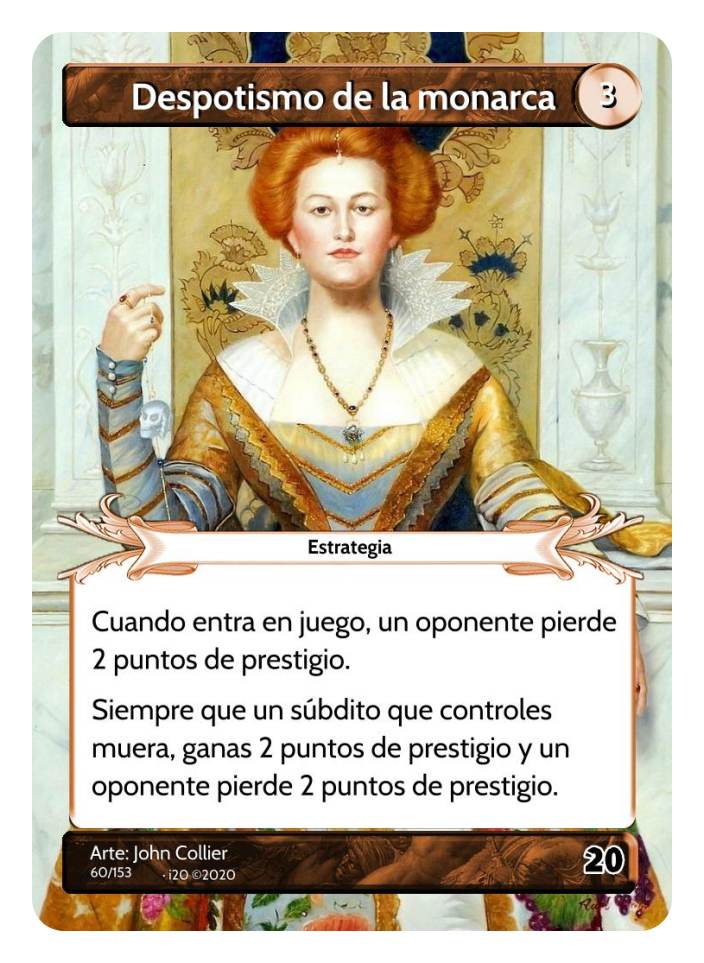 Despotismo de la monarca
3
Estrategia
Cuando entra en juego, un oponente pierde
2 puntos de prestigio.
Siempre que un súbdito que controles
muera, ganas 2 puntos de prestigio y un
oponente pierde 2 puntos de prestigio.
Arte: John Collier
60/153 · i20 ©2020
20